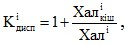 Kⁱдисп = 1 + Халⁱкіш / Халⁱ ,